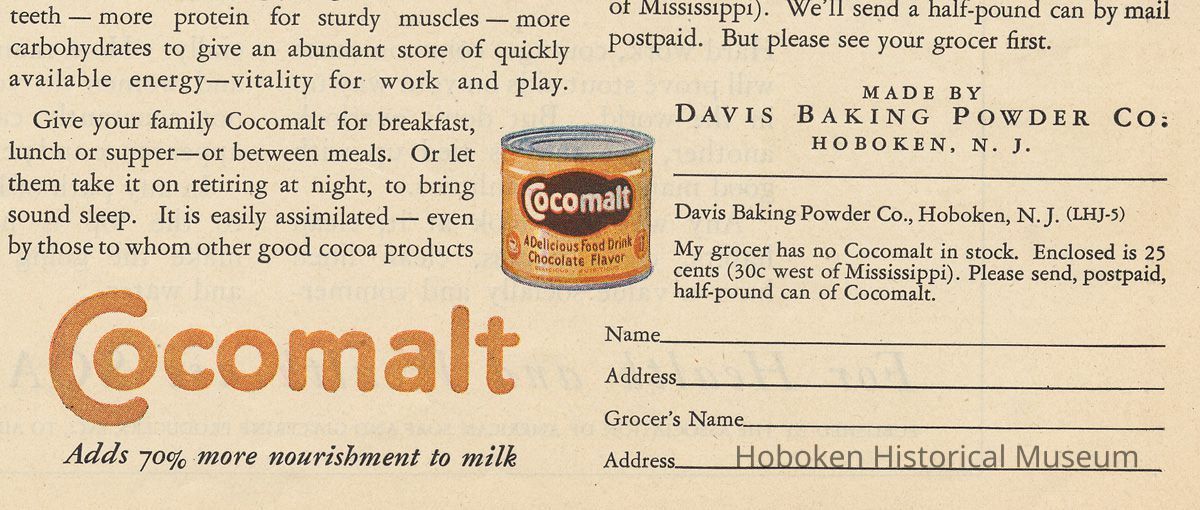 teeth — more protein for sturdy muscles — more
carbohydrates to give an abundant store of quickly
available energy—vitality for work and play.
Give your family Cocomalt for breakfast,
lunch or supper—or between meals. Or let
them take it on retiring at night, to bring
sound sleep. It is easily assimilated — even
by those to whom other good cocoa products
Cocomalt
A Delicious Food Drink
Chocolate Flavor
Cocomalt
Adds 70% more nourishment to milk
of Mississippi). We'll send a half-pound can by mail
postpaid. But please see your grocer first.
MADE BY
DAVIS BAKING POWDER CO.
HOBOKEN, N. J.
Davis Baking Powder Co., Hoboken, N. J. (LHJ-5)
My grocer has no Cocomalt in stock. Enclosed is 25
cents (30c west of Mississippi). Please send, postpaid,
half-pound can of Cocomalt.
Name
Address
Grocer's Name
Address
Hoboken Historical Museum